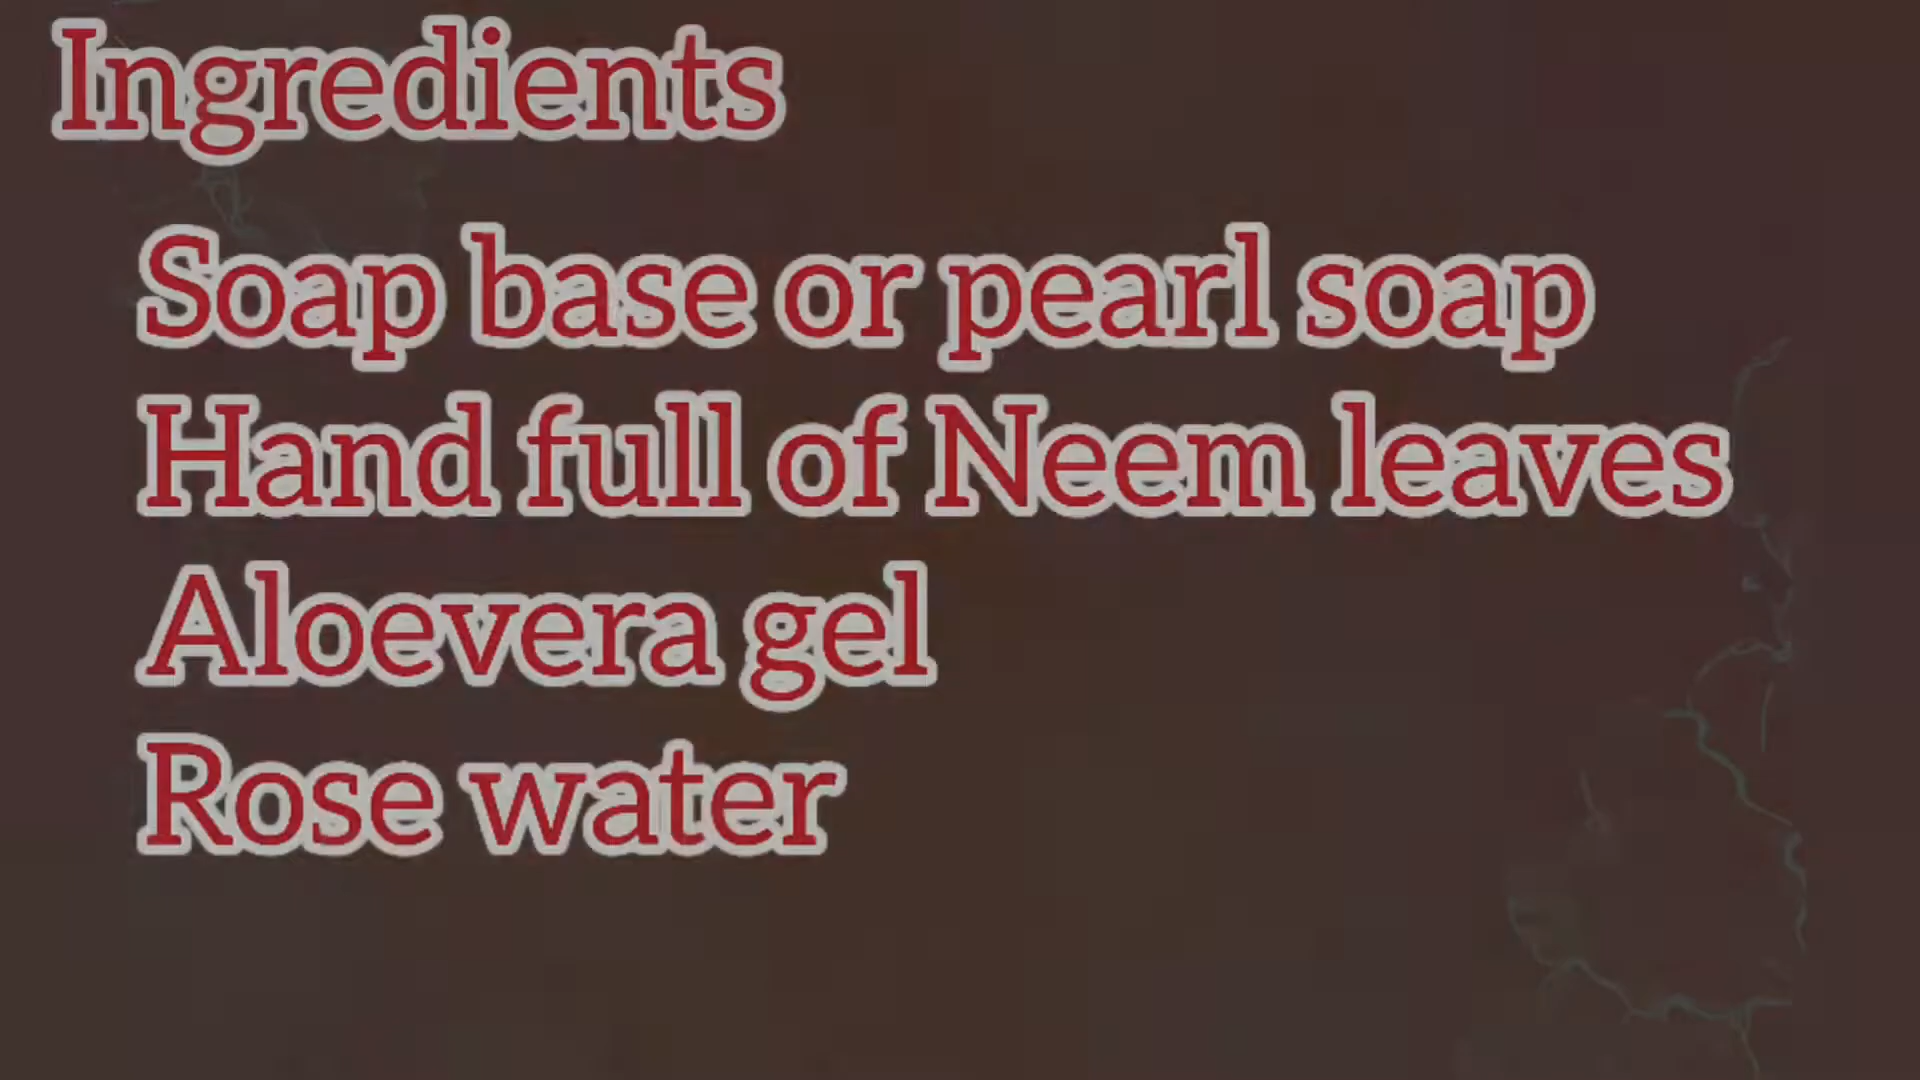 Ingredients
Soap base or pearl soap
Hand full of Neem leaves
Aloevera gel
Rose water